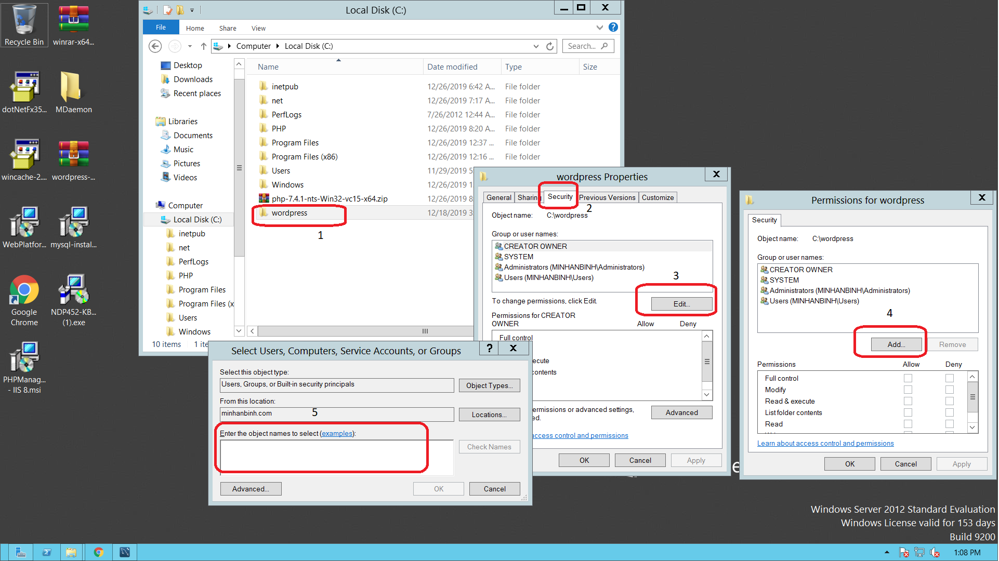 Recycle Bin
winrar-x64...
dotNetFx35...
MDaemon
wincache-2....
wordpress-...
WebPlatfor...
mysql-instal...
Google
Chrome
NDP452-KB...
(1).exe
PHPManag...
- IIS 8.msi
Local Disk (C:)
File
Home
Share
View
?
Computer
Local Disk (C:)
Search...
Desktop
Downloads
Recent places
Libraries
Documents
Music
Pictures
Videos
Computer
Local Disk (C:)
inetpub
net
PerfLogs
PHP
Program Files
Program Files (x
Users
Windows
Name
Date modified
Type
Size
inetpub
12/26/2019 6:42 A...
File folder
net
12/26/2019 7:17 A...
File folder
PerfLogs
7/26/2012 12:44 A...
File folder
PHP
12/26/2019 8:20 A...
File folder
Program Files
12/26/2019 12:37 ...
File folder
Program Files (x86)
12/26/2019 12:16 ...
File folder
Users
11/29/2019 5
Windows
12/26/2019 1
php-7.4.1-nts-Win32-vc15-x64.zip
12/26/2019 8
wordpress
12/18/2019 3
1
10 items
1 ite
wordpress Properties
X
General
Sharing
Security
Previous Versions
Customize
2
Object name:
C:\wordpress
Group or user names:
CREATOR OWNER
SYSTEM
Administrators (MINHANBINH\Administrators)
Users (MINHANBINH\Users)
3
To change permissions, click Edit.
Edit...
Permissions for CREATOR
OWNER
Allow
Deny
Full control
ecute
contents
ermissions or advanced settings,
ed.
Advanced
access control and permissions
OK
Cancel
Apply
Select Users, Computers, Service Accounts, or Groups
?
X
Select this object type:
Users, Groups, or Built-in security principals
Object Types...
From this location:
minhanbinh.com
5
Locations...
Enter the object names to select (examples):
Check Names
Advanced...
OK
Cancel
Permissions for wordpress
X
Security
Object name:
C:\wordpress
Group or user names:
CREATOR OWNER
SYSTEM
Administrators (MINHANBINH\Administrators)
Users (MINHANBINH\Users)
4
Add...
Remove
Permissions
Allow
Deny
Full control
Modify
Read & execute
List folder contents
Read
Learn about access control and permissions
OK
Cancel
Apply
e
Windows Server 2012 Standard Evaluation
Windows License valid for 153 days
Build 9200
1:08 PM